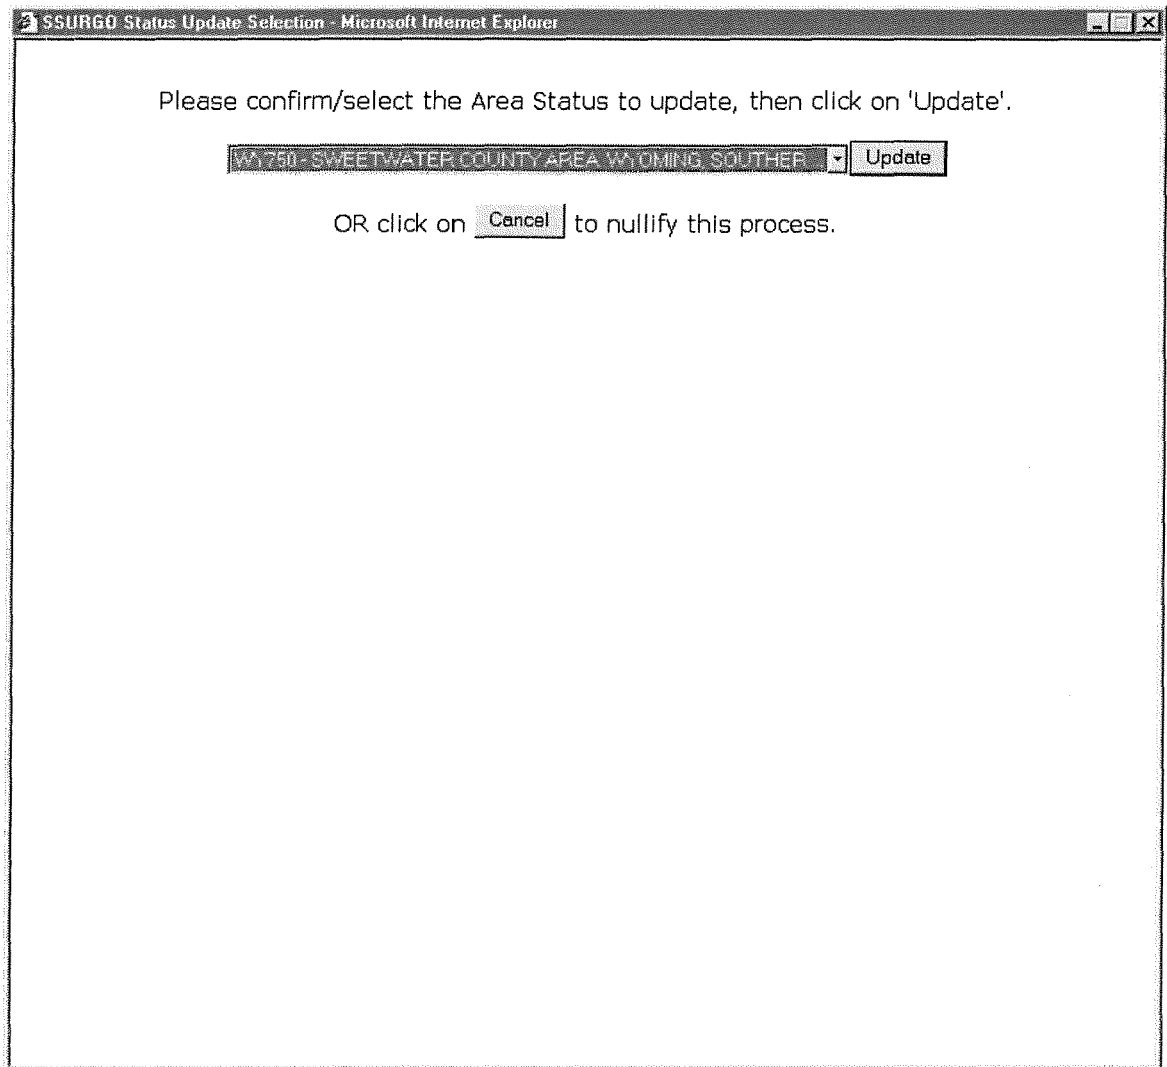 SSURGO Status Update Selection - Microsoft Internet Explorer
Please confirm/select the Area Status to update, then click on 'Update'.
WY750 - SWEETWATER COUNTY AREA, WYOMING, SOUTHER Update
OR click on Cancel to nullify this process.